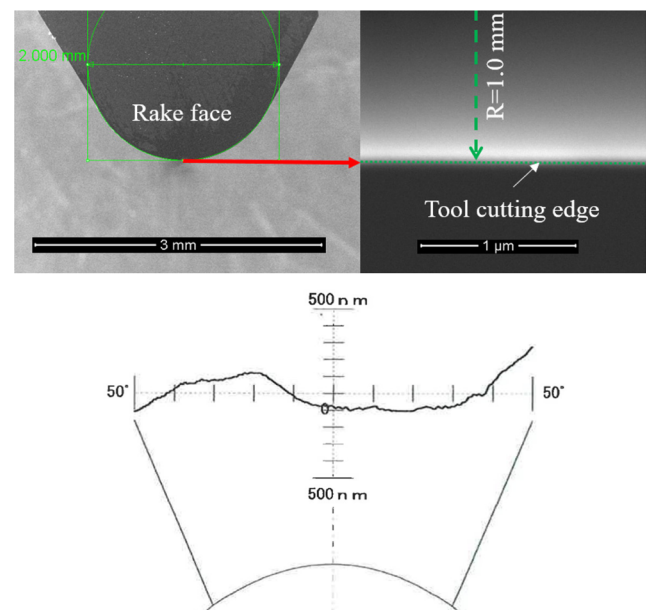 2.000 mm
Rake face
3 mm
R=1.0 mm
Tool cutting edge
1 µm
500 n m
50°
0
50°
500 n m